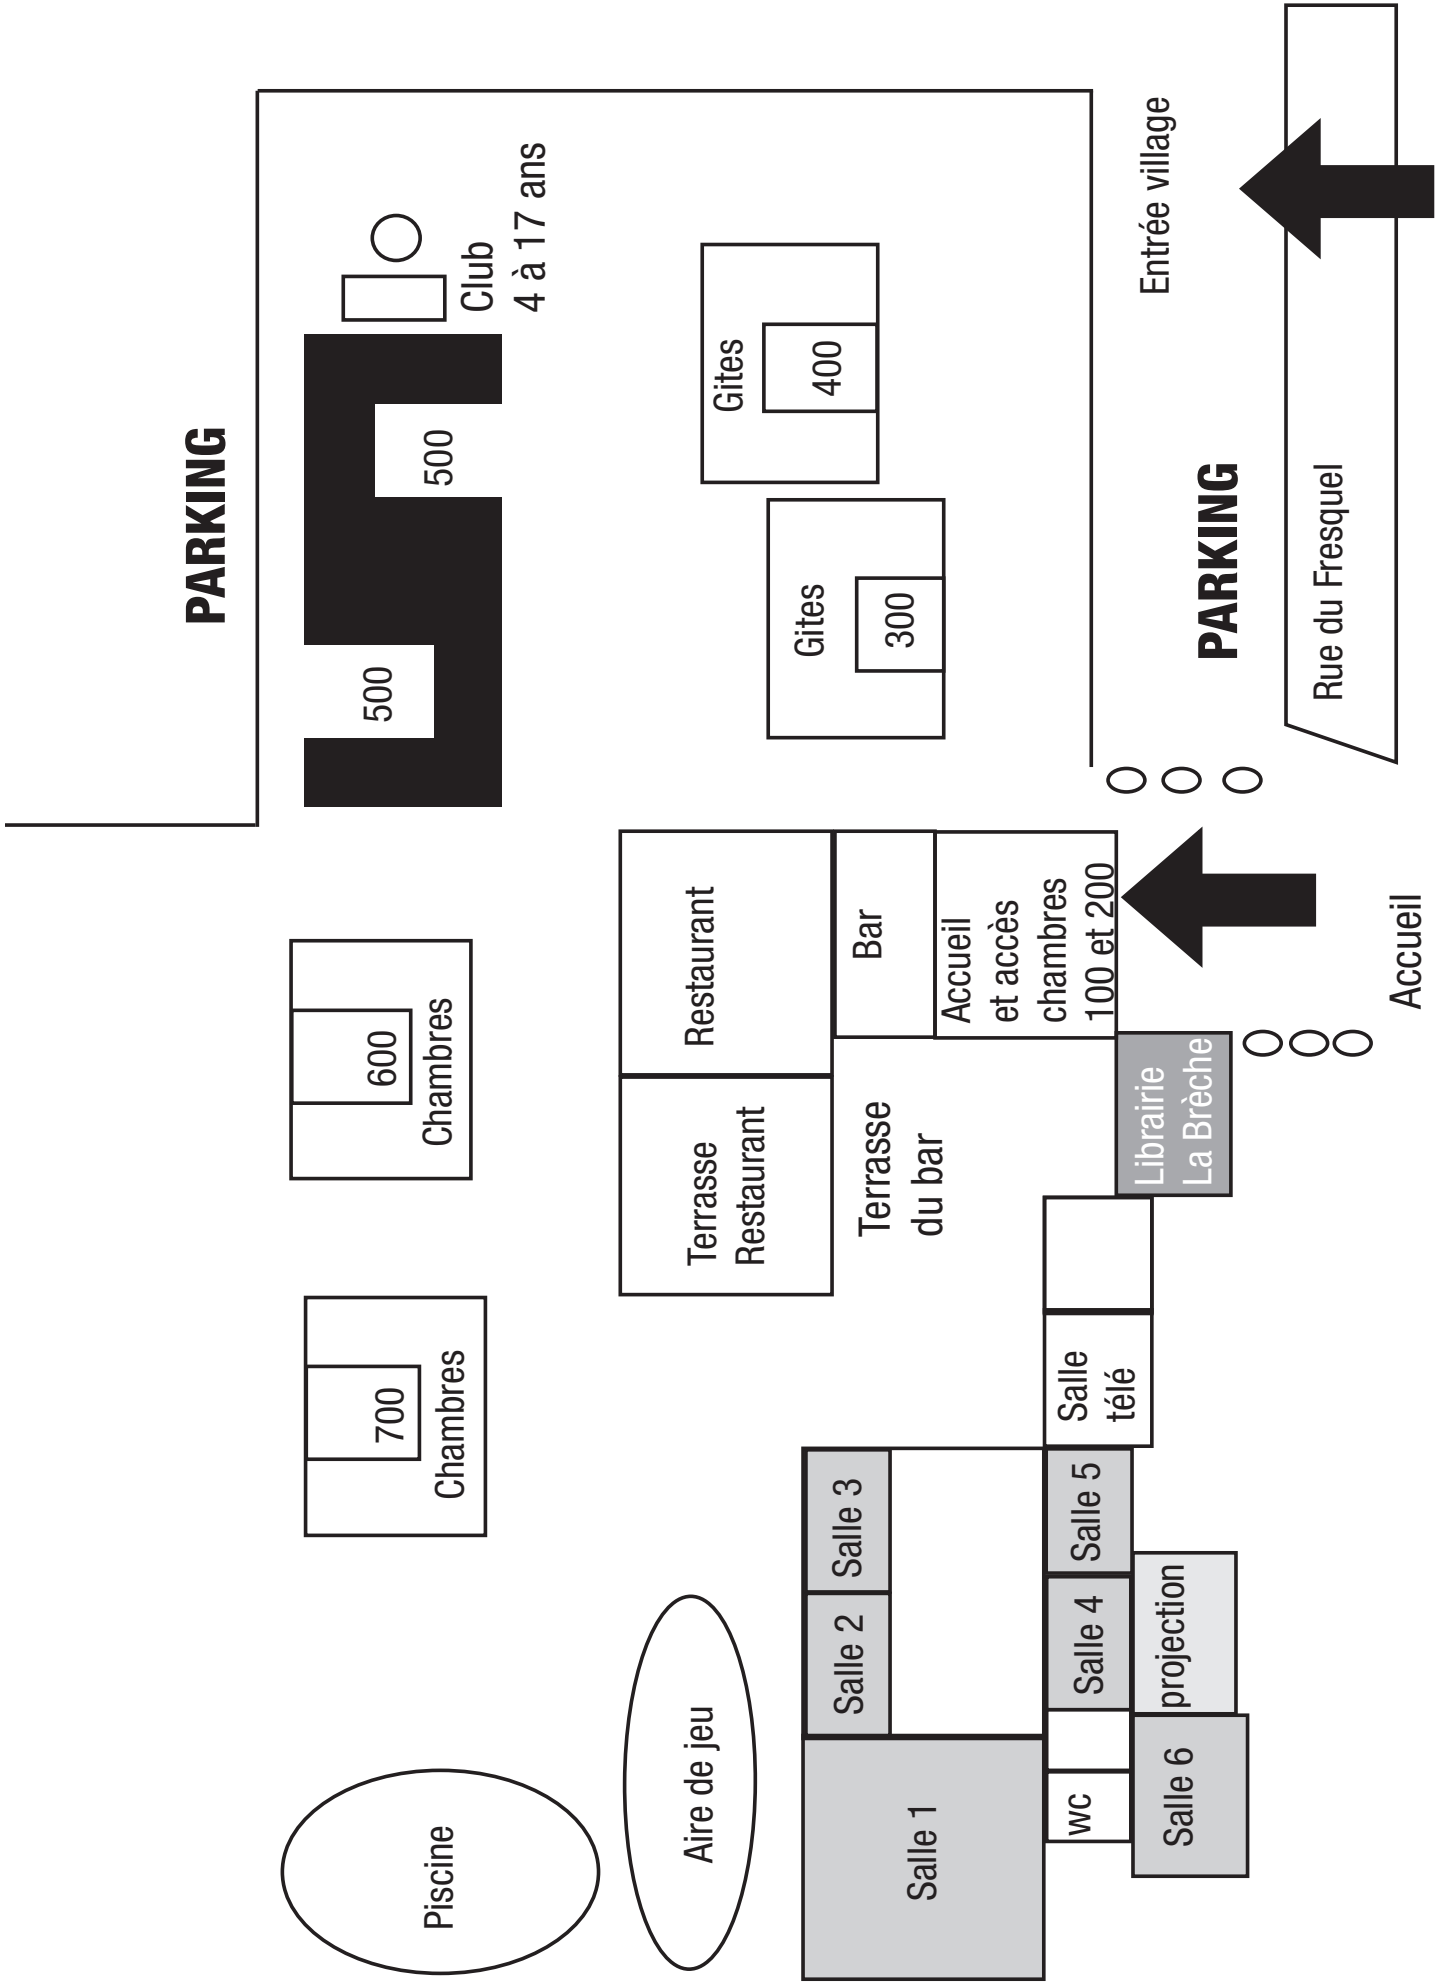 PARKING
500
500
Club
4 à 17 ans
600
Chambres
700
Chambres
Piscine
Gites
400
Gites
300
Restaurant
Terrasse
Restaurant
Aire de jeu
Bar
Terrasse
du bar
Accueil
et accès
chambres
100 et 200
Salle 3
Salle 2
Salle 1
Salle
télé
Salle 5
Salle 4
wc
Librairie
La Brèche
projection
Salle 6
Entrée village
PARKING
Rue du Fresquel
Accueil